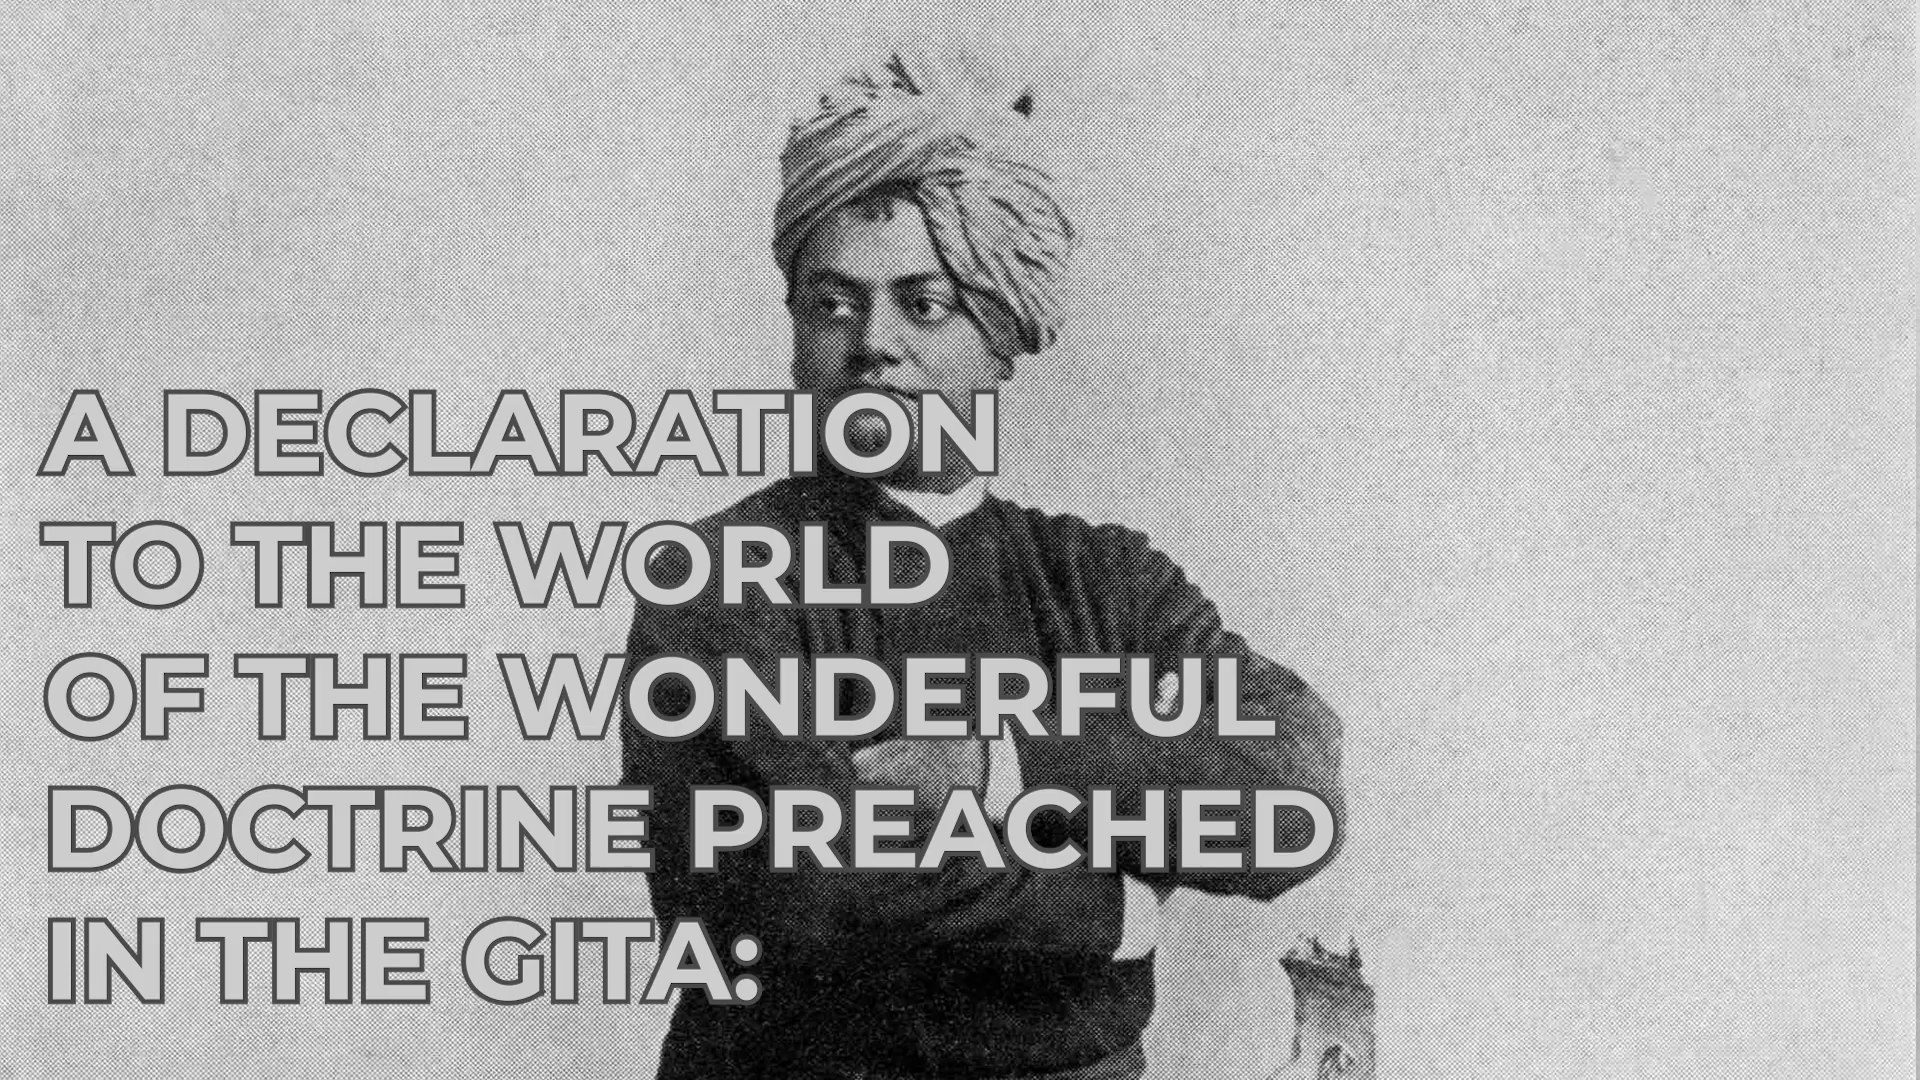 A DECLARATION
TO THE WORLD
OF THE WONDERFUL
DOCTRINE PREACHED
IN THE GITA: